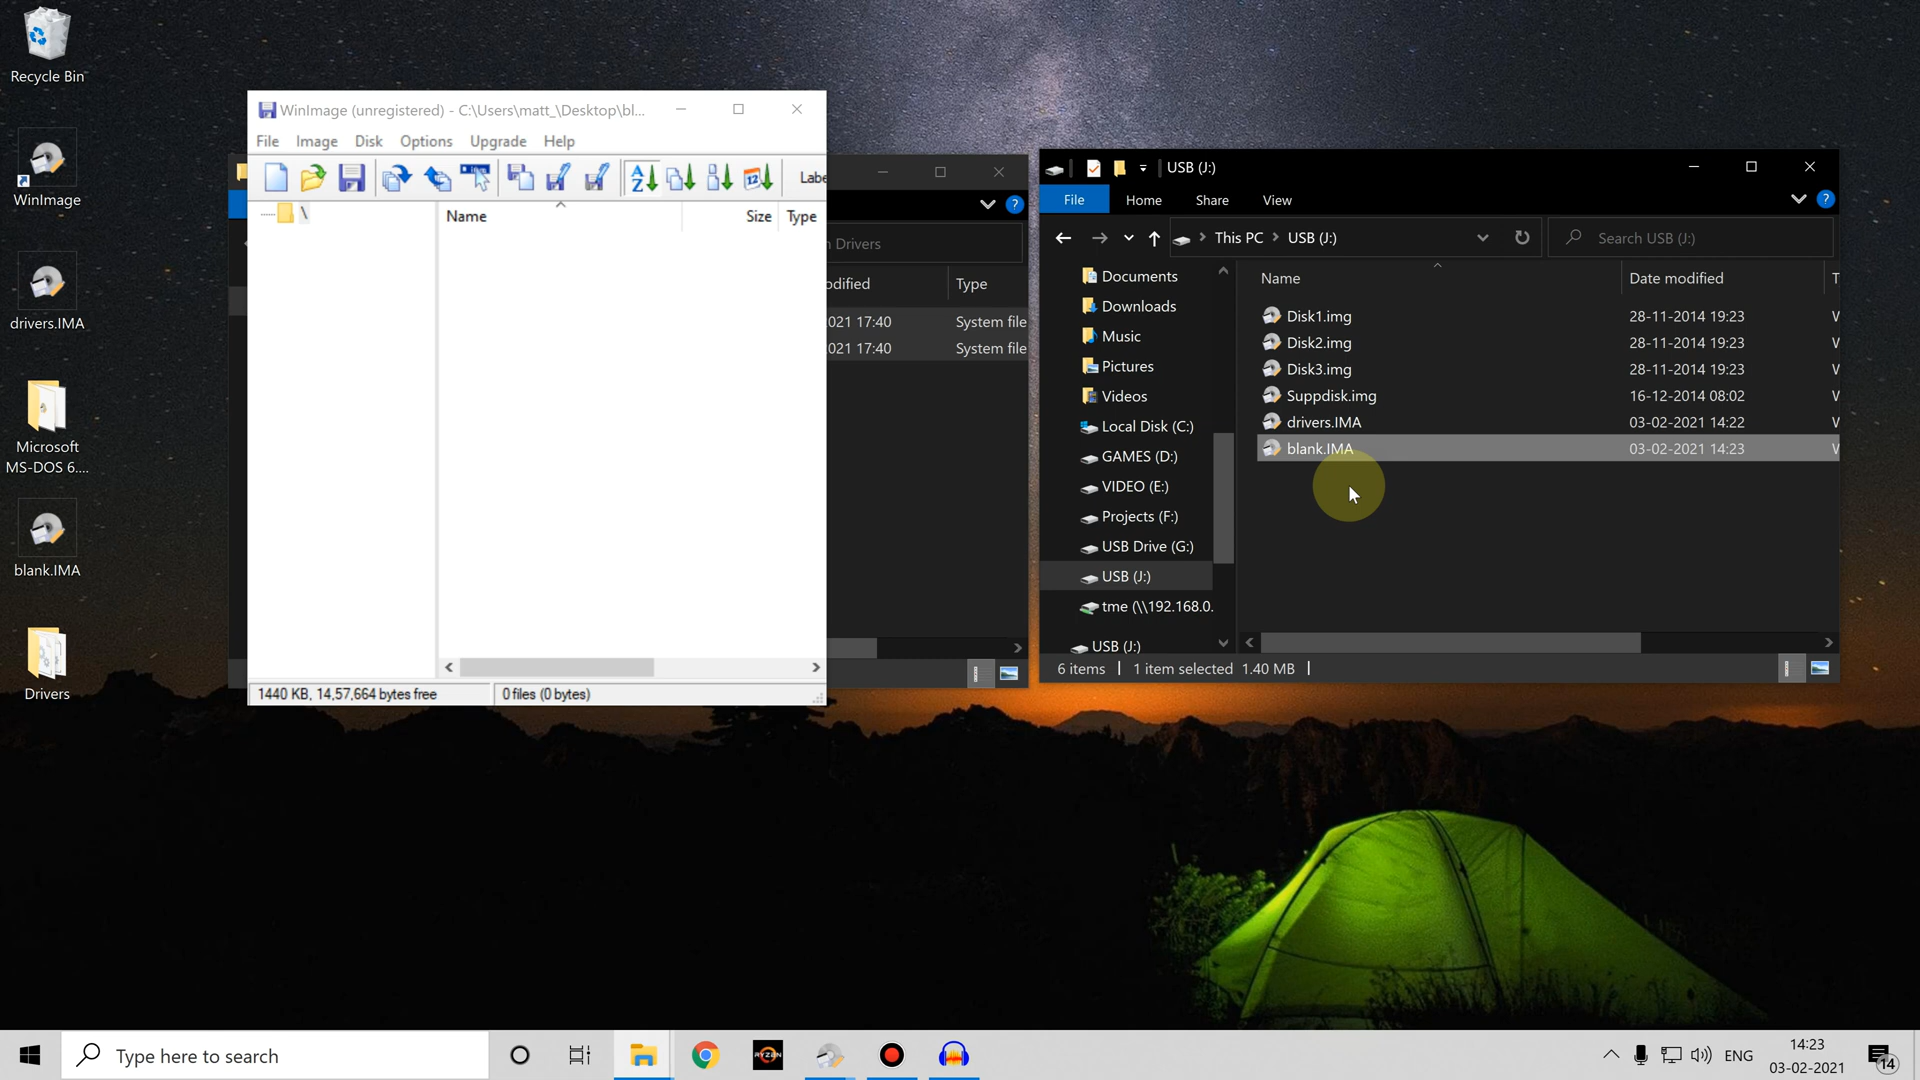 Recycle Bin
WinImage
drivers.IMA
Microsoft
MS-DOS 6....
blank.IMA
Drivers
WinImage (unregistered) - C:\Users\matt_\Desktop\bl...
File Image Disk Options Upgrade Help
Labe
\
Name Size Type
1440 KB, 14,57,664 bytes free 0 files (0 bytes)
n Drivers
odified Type
021 17:40 System file
021 17:40 System file
USB (J:)
File Home Share View
This PC > USB (J:) Search USB (J:)
Name Date modified T
Documents
Downloads
Music
Pictures
Videos
Local Disk (C:)
GAMES (D:)
VIDEO (E:)
Projects (F:)
USB Drive (G:)
USB (J:)
tme (\\192.168.0.
USB (J:)
Disk1.img 28-11-2014 19:23
Disk2.img 28-11-2014 19:23
Disk3.img 28-11-2014 19:23
Suppdisk.img 16-12-2014 08:02
drivers.IMA 03-02-2021 14:22
blank.IMA 03-02-2021 14:23
6 items 1 item selected 1.40 MB
Type here to search
RYZEN
ENG
14:23
03-02-2021
14